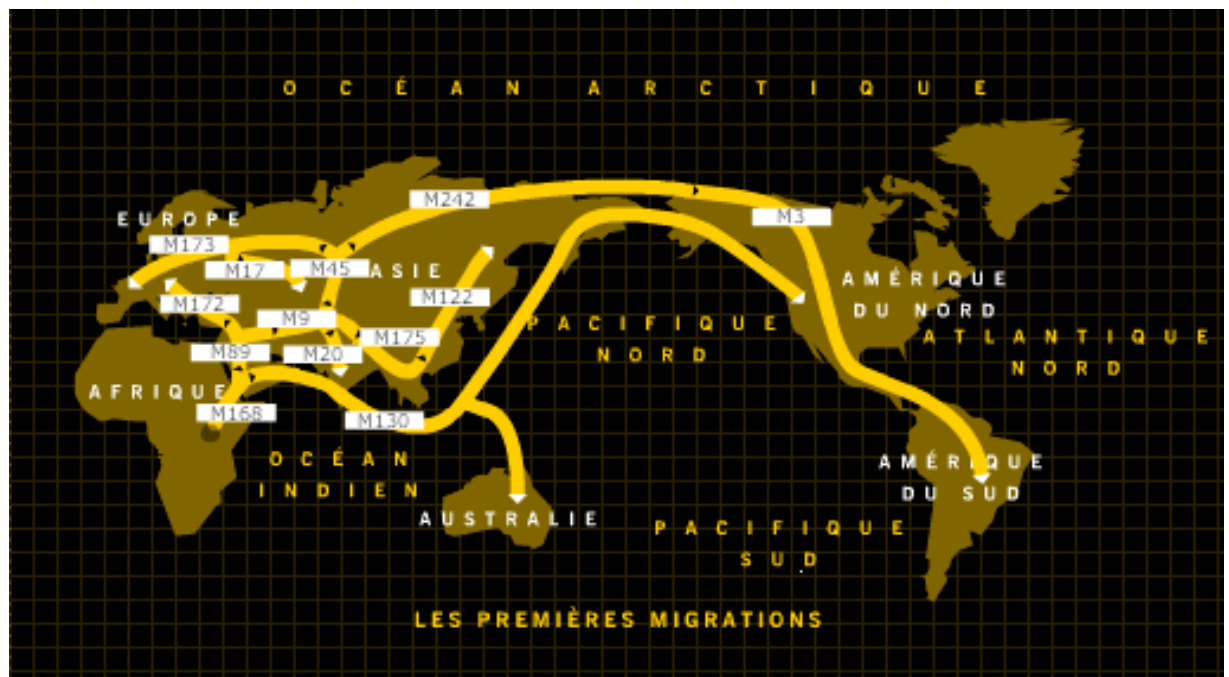 OCÉAN ARCTIQUE
M242
M3
EUROPE
M173
M17
M45
ASIE
AMÉRIQUE
DU NORD
M172
M9
M122
PACIFIQUE
NORD
ATLANTIQUE
NORD
M89
M20
M175
AFRIQUE
M168
M130
OCÉAN
INDIEN
AMÉRIQUE
DU SUD
AUSTRALIE
PACIFIQUE
SUD
LES PREMIÈRES MIGRATIONS